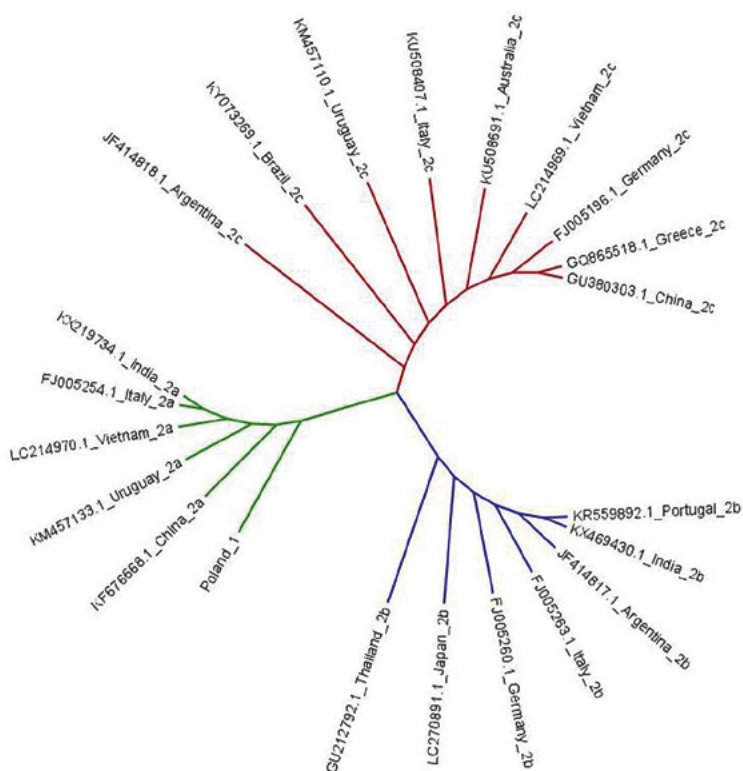 KM457110.1_Uruguay_2c
KU508407.1_Italy_2c
KU508691.1_Australia_2c
LC214969.1_Vietnam_2c
KY073269.1_Brazil_2c
FJ005196.1_Germany_2c
JF414818.1_Argentina_2c
GQ865518.1_Greece_2c
GU380303.1_China_2c
KX219734.1_India_2a
FJ005254.1_Italy_2a
LC214970.1_Vietnam_2a
KM457133.1_Uruguay_2a
KF676668.1_China_2a
Poland_1
KR559892.1_Portugal_2b
KX469430.1_India_2b
JF414817.1_Argentina_2b
FJ005263.1_Italy_2b
FJ005260.1_Germany_2b
LC270891.1_Japan_2b
GU212792.1_Thailand_2b